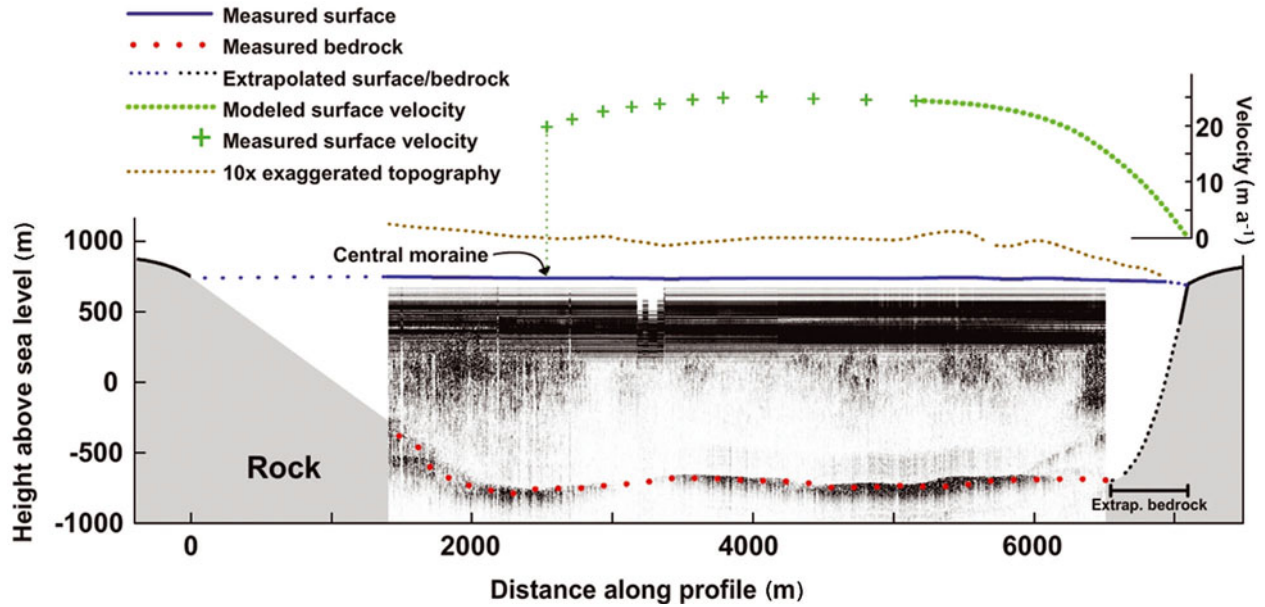 Measured surface
Measured bedrock
Extrapolated surface/bedrock
Modeled surface velocity
Measured surface velocity
10x exaggerated topography
Velocity (m a⁻¹)
20
10
0
Height above sea level (m)
1000
500
0
-500
-1000
Central moraine
Rock
Extrap. bedrock
0
2000
4000
6000
Distance along profile (m)